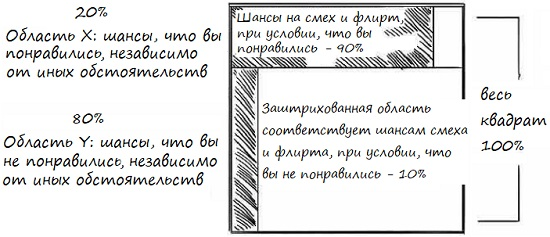 20%
Область X: шансы, что вы
понравились, независимо
от иных обстоятельств
80%
Область Y: шансы, что вы
не понравились, независимо
от иных обстоятельств
Шансы на смех и флирт,
при условии, что вы
понравились - 90%
Заштрихованная область
соответствует шансам смеха
и флирта, при условии, что
вы не понравились - 10%
весь
квадрат
100%